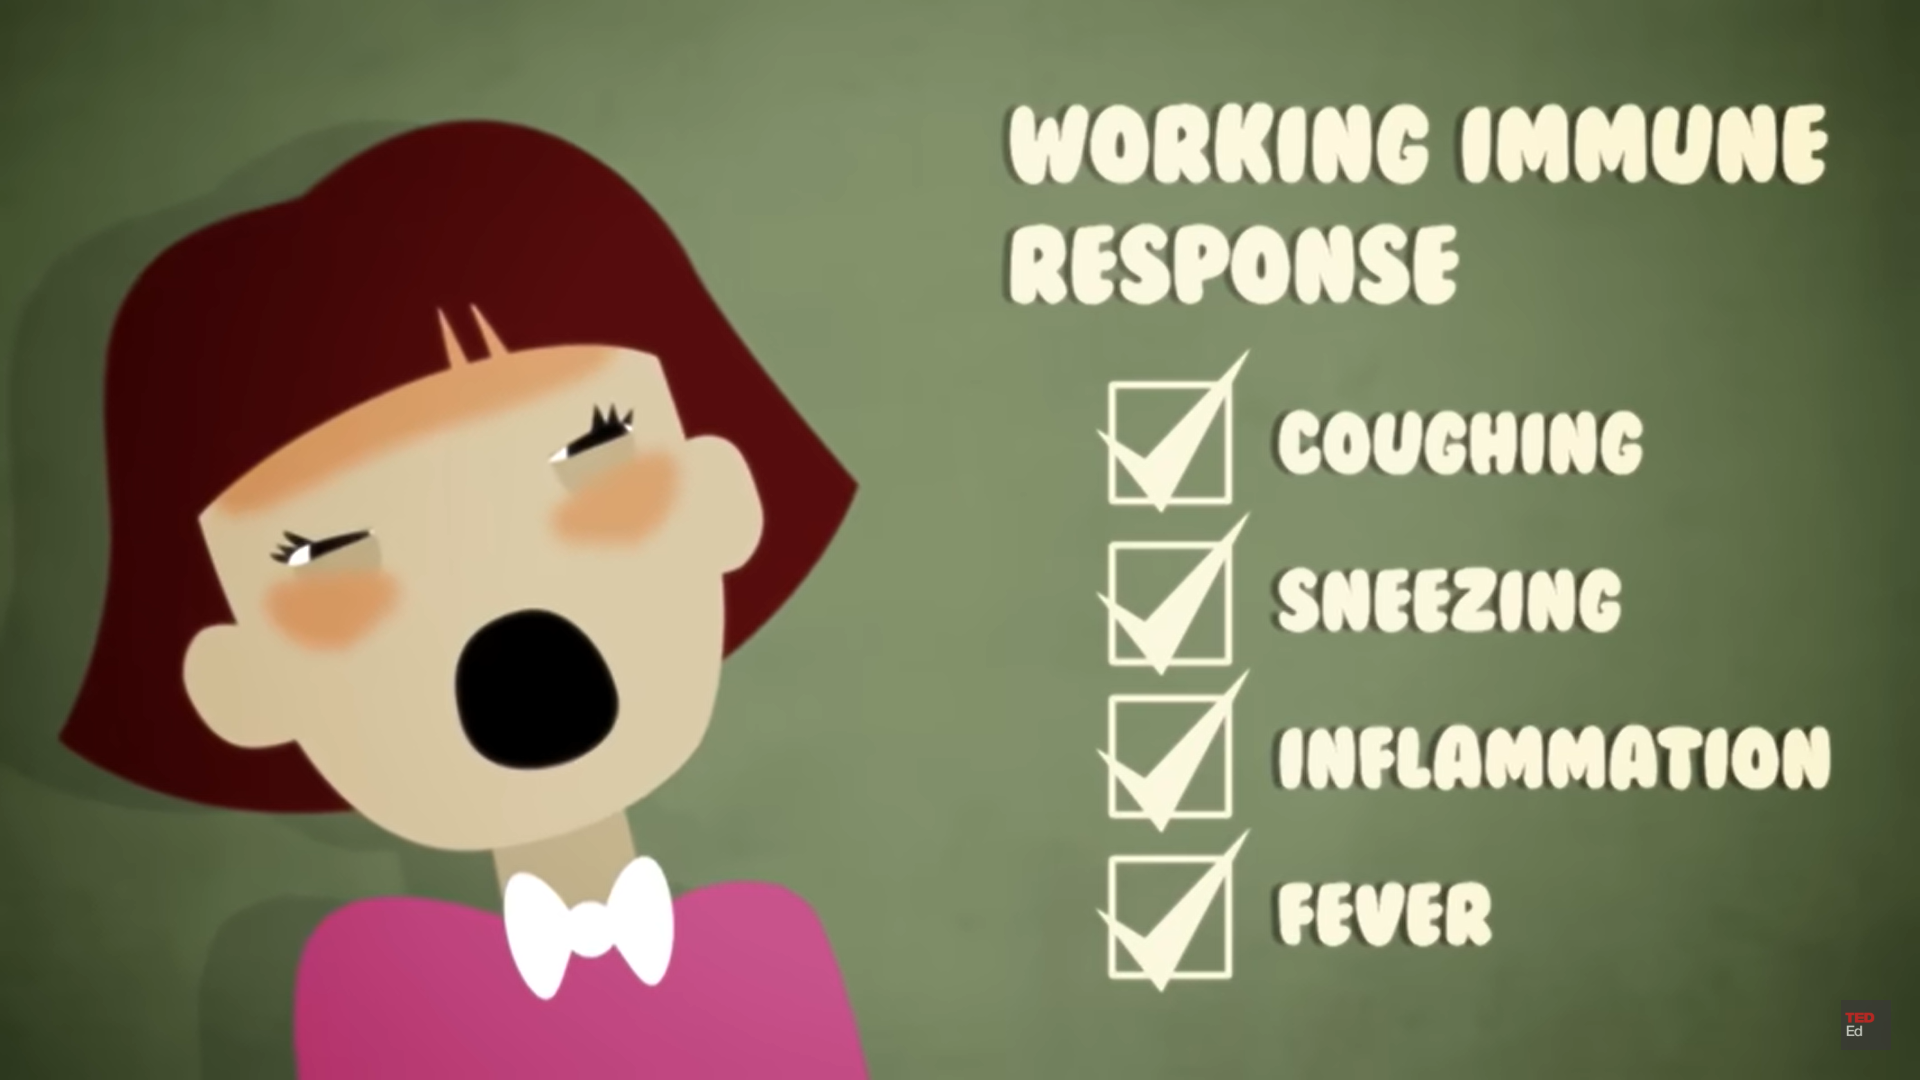 WORKING IMMUNE
RESPONSE
COUGHING
SNEEZING
INFLAMMATION
FEVER
TED
Ed